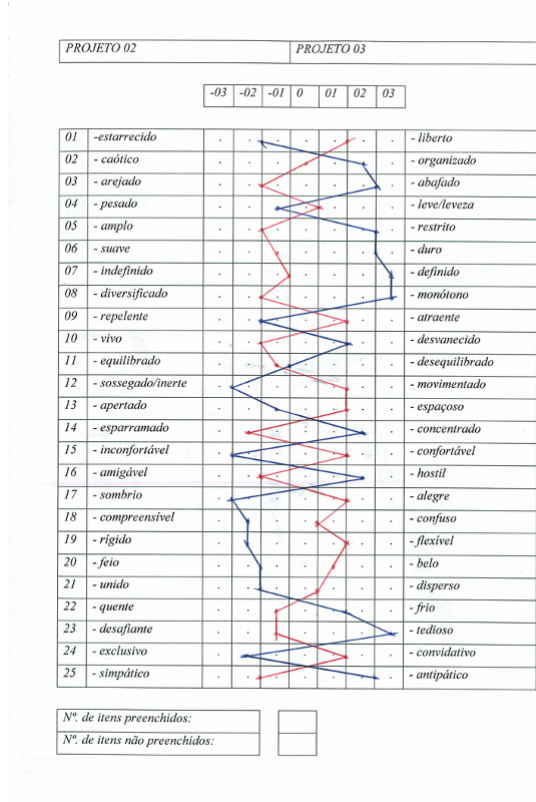 PROJETO 02 PROJETO 03
-03 -02 -01 0 01 02 03
01 -estarrecido - liberto
02 - caótico - organizado
03 - arejado - abafado
04 - pesado - leve/leveza
05 - amplo - restrito
06 - suave - duro
07 - indefinido - definido
08 - diversificado - monótono
09 - repelente - atraente
10 - vivo - desvanecido
11 - equilibrado - desequilibrado
12 - sossegado/inerte - movimentado
13 - apertado - espaçoso
14 - esparramado - concentrado
15 - inconfortável - confortável
16 - amigável - hostil
17 - sombrio - alegre
18 - compreensível - confuso
19 - rígido - flexível
20 - feio - belo
21 - unido - disperso
22 - quente - frio
23 - desafiante - tedioso
24 - exclusivo - convidativo
25 - simpático - antipático
Nº. de itens preenchidos:
Nº. de itens não preenchidos: